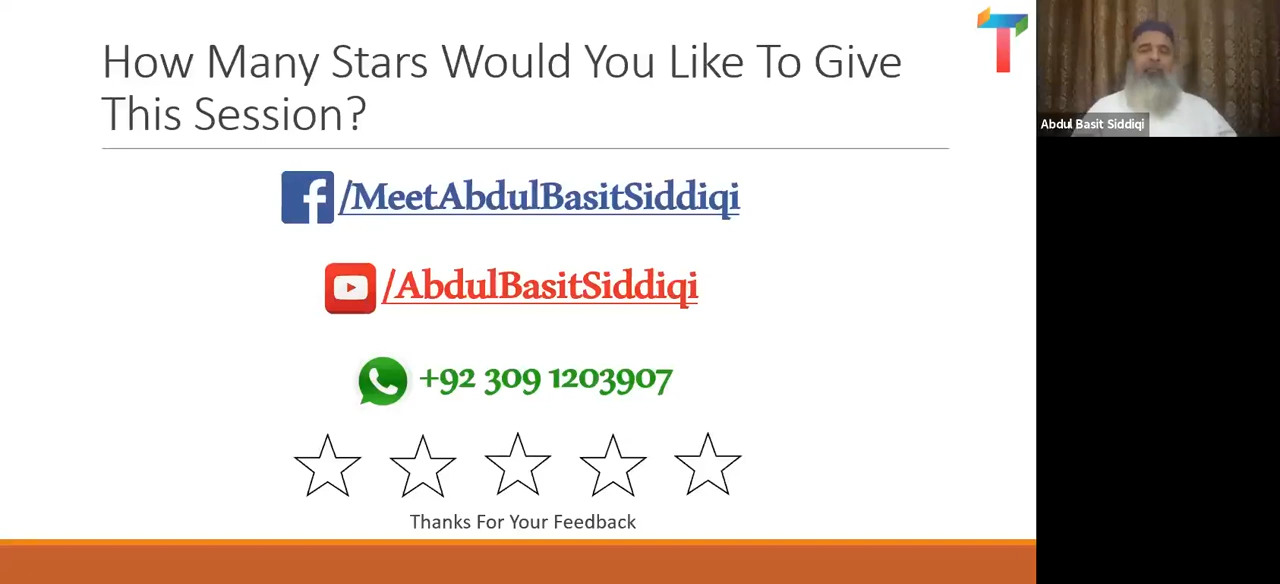 How Many Stars Would You Like To Give
This Session?
/MeetAbdulBasitSiddiqi
/AbdulBasitSiddiqi
+92 309 1203907
Thanks For Your Feedback
Abdul Basit Siddiqi